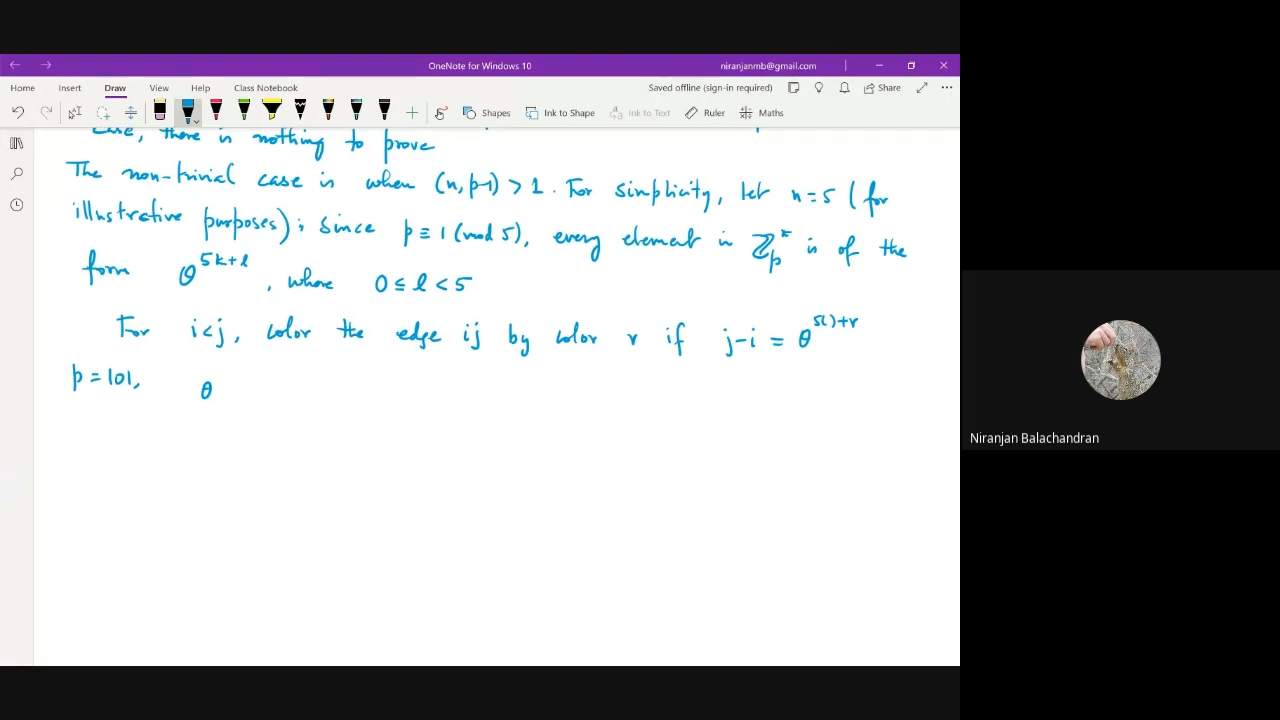 OneNote for Windows 10
niranjanmb@gmail.com
Home Insert Draw View Help Class Notebook
Saved offline (sign-in required)
Share
Shapes Ink to Shape Ink to Text Ruler Maths
case, there is nothing to prove
The non-trivial case is when (n, p-1) > 1. For simplicity, let n = 5 (for
illustrative purposes); Since p ≡ 1 (mod 5), every element in ℤₚ* is of the
form θ^{5k+l}, where 0 ≤ l < 5
For i<j, color the edge ij by color r if j-i = θ^{5()+r}
p = 101, θ
Niranjan Balachandran